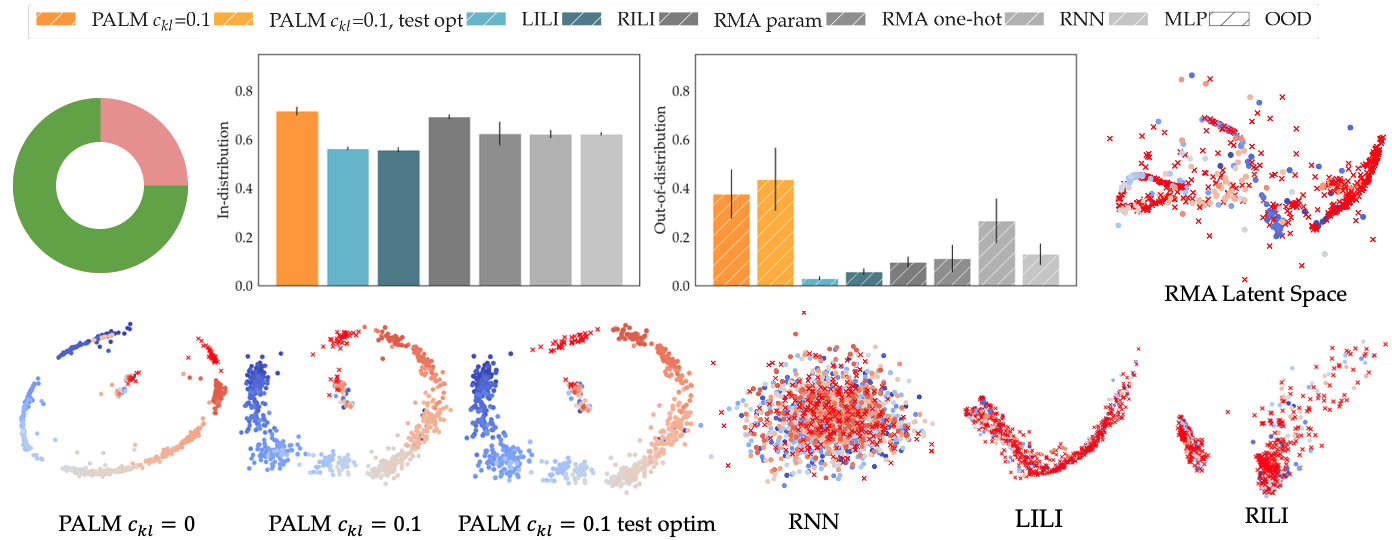 PALM c_{kl}=0.1 PALM c_{kl}=0.1, test opt LILI RILI RMA param RMA one-hot RNN MLP OOD
In-distribution
0.8
0.6
0.4
0.2
0.0
Out-of-distribution
0.8
0.6
0.4
0.2
0.0
RMA Latent Space
PALM c_{kl} = 0
PALM c_{kl} = 0.1
PALM c_{kl} = 0.1 test optim
RNN
LILI
RILI